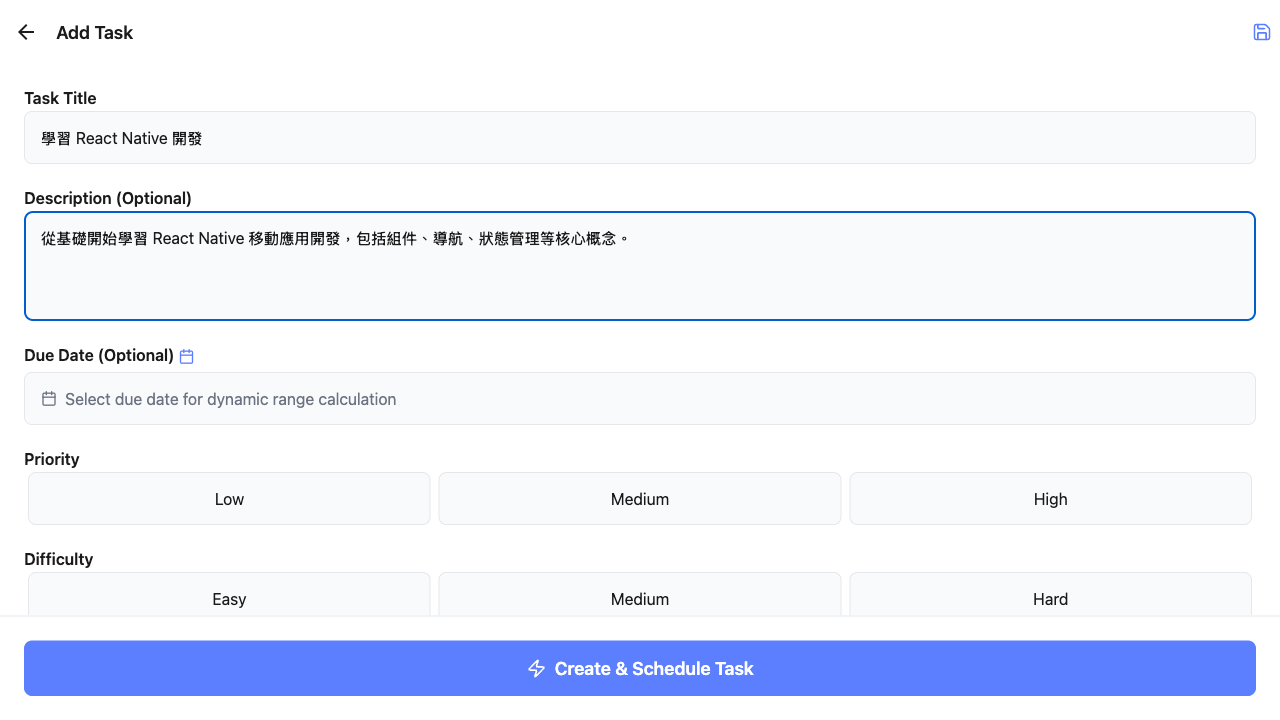 Add Task
Task Title
學習 React Native 開發
Description (Optional)
從基礎開始學習 React Native 移動應用開發，包括組件、導航、狀態管理等核心概念。
Due Date (Optional)
Select due date for dynamic range calculation
Priority
Low Medium High
Difficulty
Easy Medium Hard
Create & Schedule Task